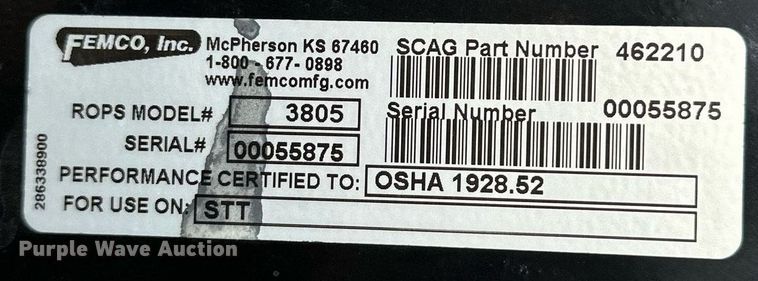 FEMCO, Inc. McPherson KS 67460 SCAG Part Number 462210
1-800-677-0898
www.femcomfg.com
Serial Number 00055875
ROPS MODEL# 3805
SERIAL# 00055875
PERFORMANCE CERTIFIED TO: OSHA 1928.52
FOR USE ON: STT
286338900
Purple Wave Auction